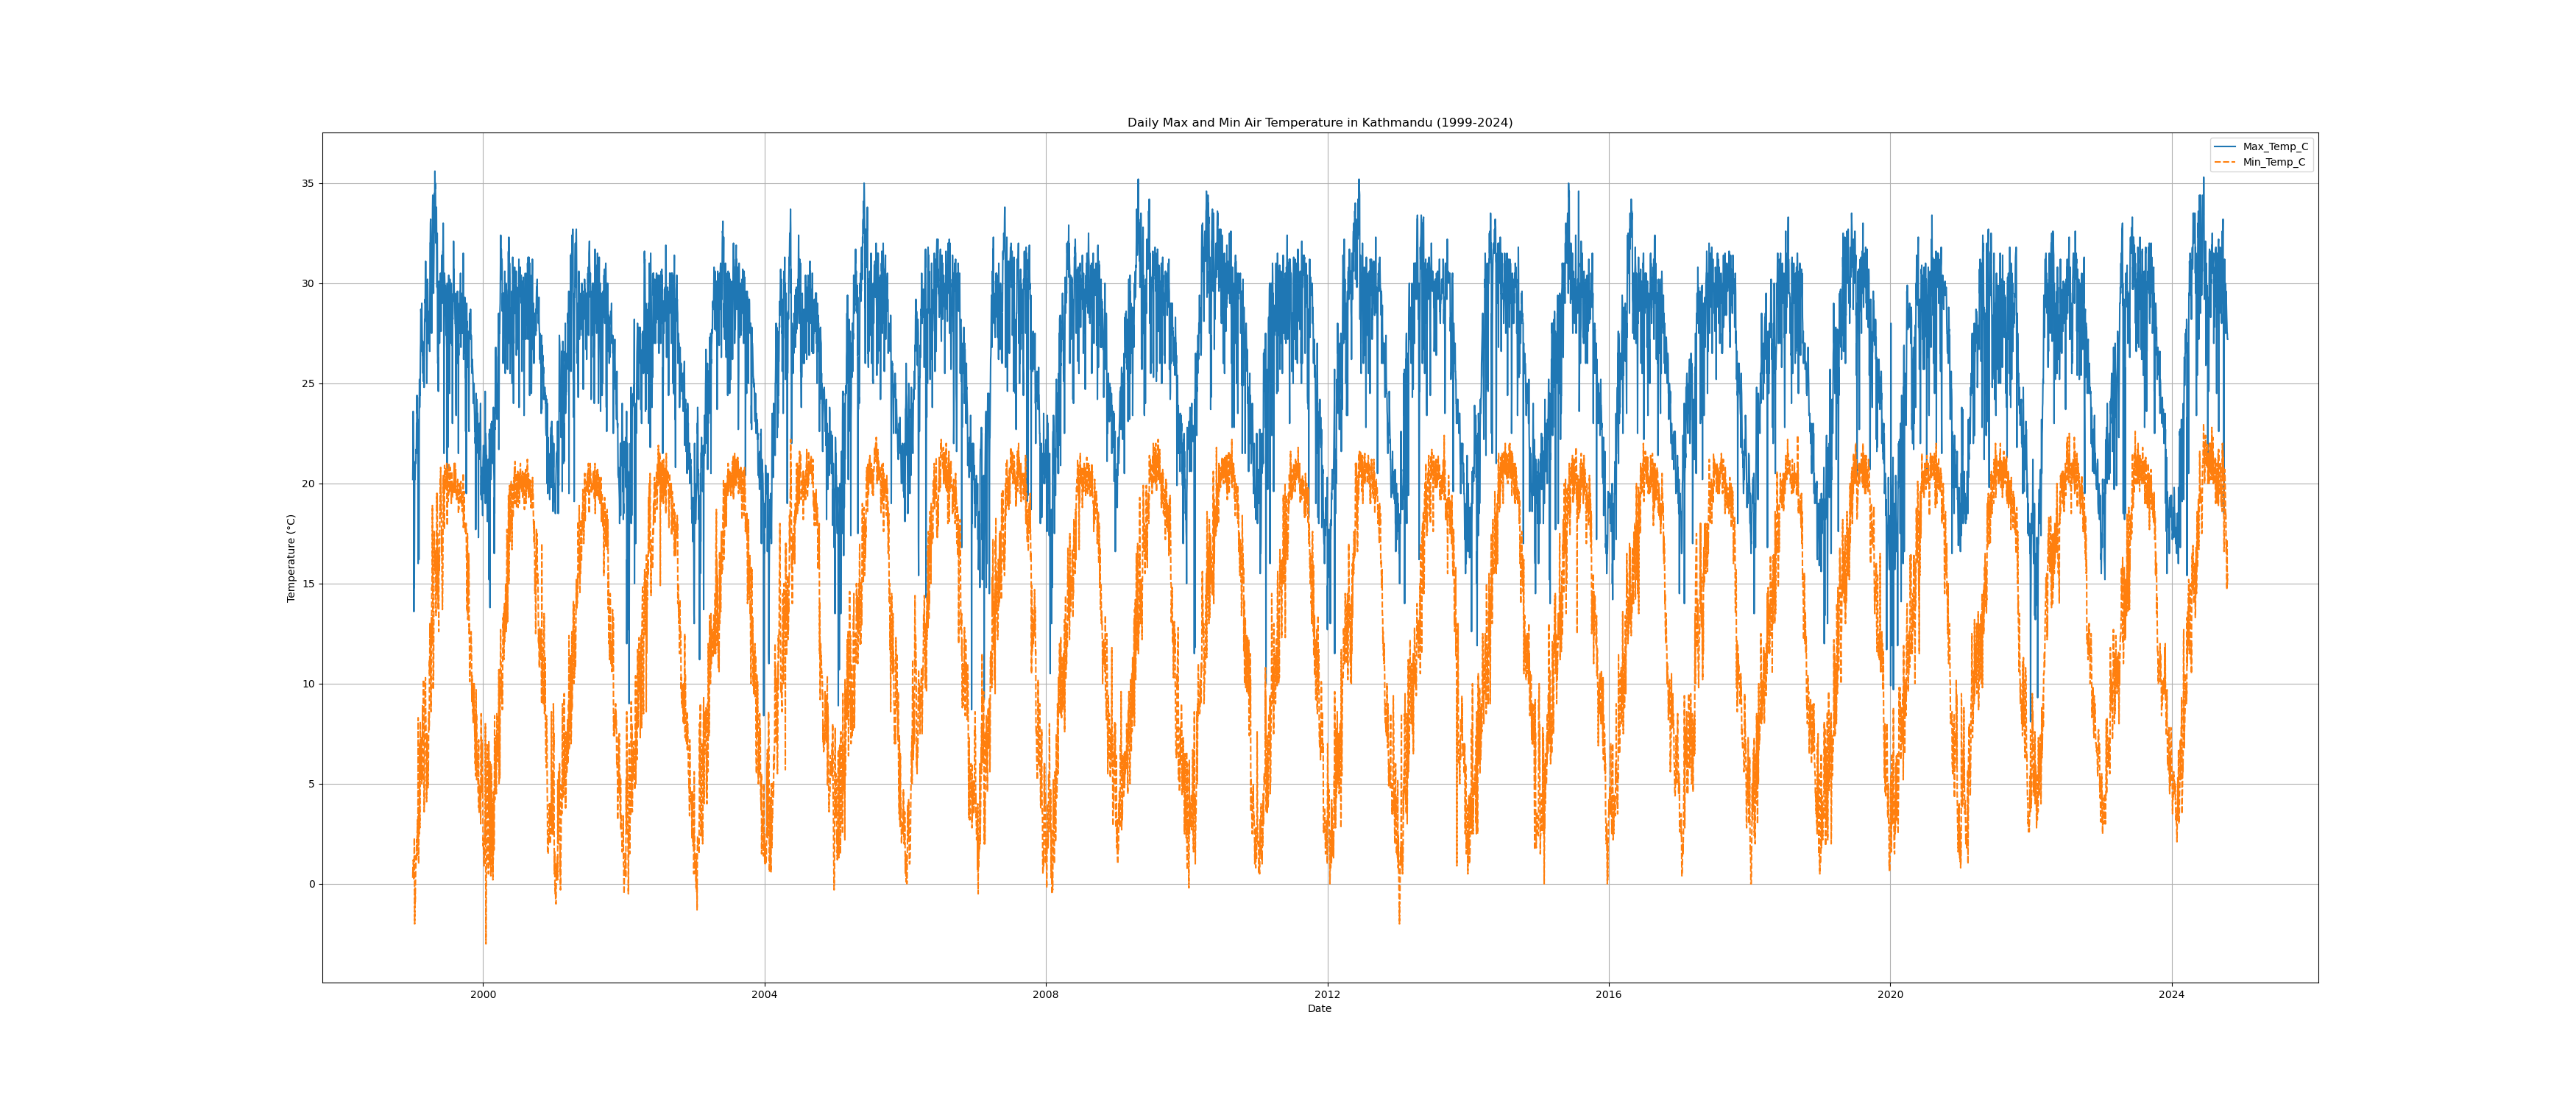 Daily Max and Min Air Temperature in Kathmandu (1999-2024)
Max_Temp_C
Min_Temp_C
Temperature (°C)
35
30
25
20
15
10
5
0
2000 2004 2008 2012 2016 2020 2024
Date